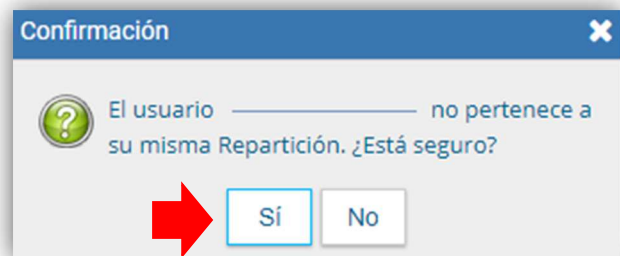 Confirmación
El usuario no pertenece a
su misma Repartición. ¿Está seguro?
Sí No